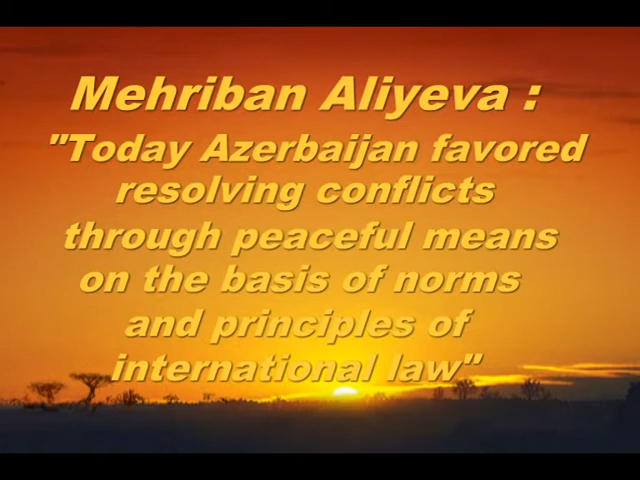 Mehriban Aliyeva :
"Today Azerbaijan favored
resolving conflicts
through peaceful means
on the basis of norms
and principles of
international law"